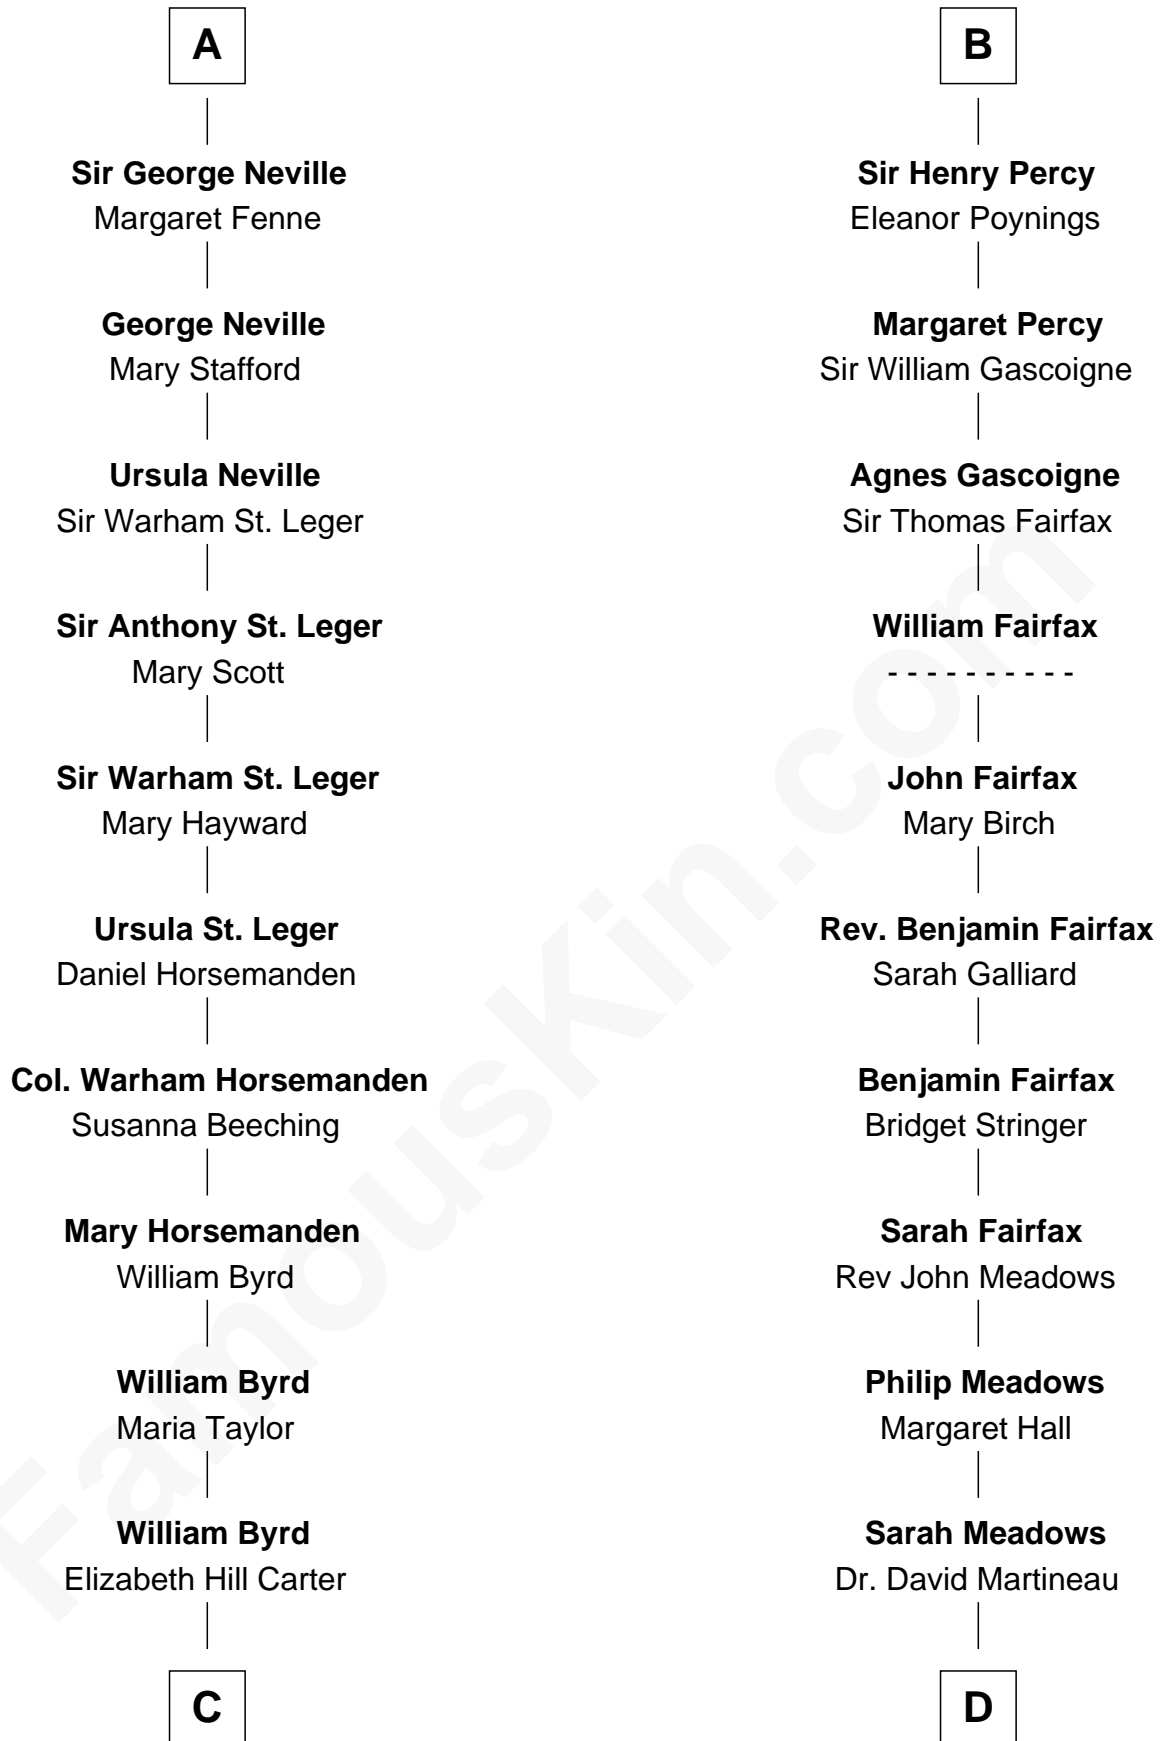 A
Sir George Neville
Margaret Fenne
George Neville
Mary Stafford
Ursula Neville
Sir Warham St. Leger
Sir Anthony St. Leger
Mary Scott
Sir Warham St. Leger
Mary Hayward
Ursula St. Leger
Daniel Horsemanden
Col. Warham Horsemanden
Susanna Beeching
Mary Horsemanden
William Byrd
William Byrd
Maria Taylor
William Byrd
Elizabeth Hill Carter
C
B
Sir Henry Percy
Eleanor Poynings
Margaret Percy
Sir William Gascoigne
Agnes Gascoigne
Sir Thomas Fairfax
William Fairfax
- - - - - - - - - -
John Fairfax
Mary Birch
Rev. Benjamin Fairfax
Sarah Galliard
Benjamin Fairfax
Bridget Stringer
Sarah Fairfax
Rev John Meadows
Philip Meadows
Margaret Hall
Sarah Meadows
Dr. David Martineau
D
FamousKin.com